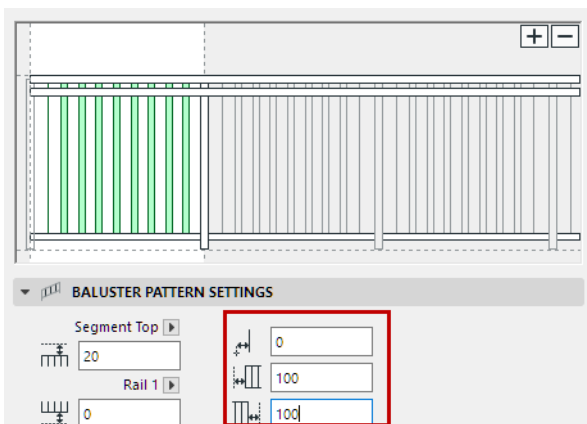 BALUSTER PATTERN SETTINGS
Segment Top
20
Rail 1
0
0
100
100